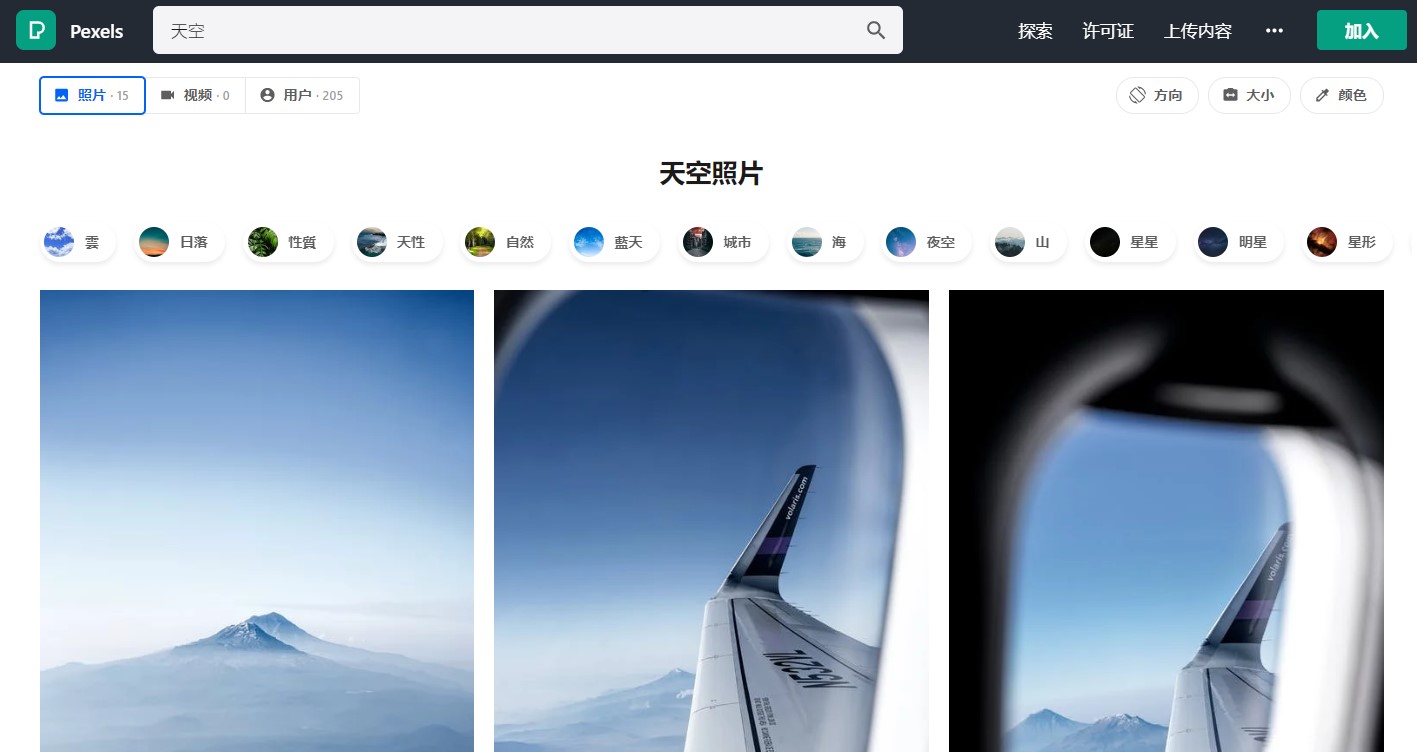 Pexels 天空 探索 许可证 上传内容 ••• 加入
照片 · 15 视频 · 0 用户 · 205 方向 大小 颜色
天空照片
雲 日落 性質 天性 自然 藍天 城市 海 夜空 山 星星 明星 星形
volaris.com
volaris.com
N532VL